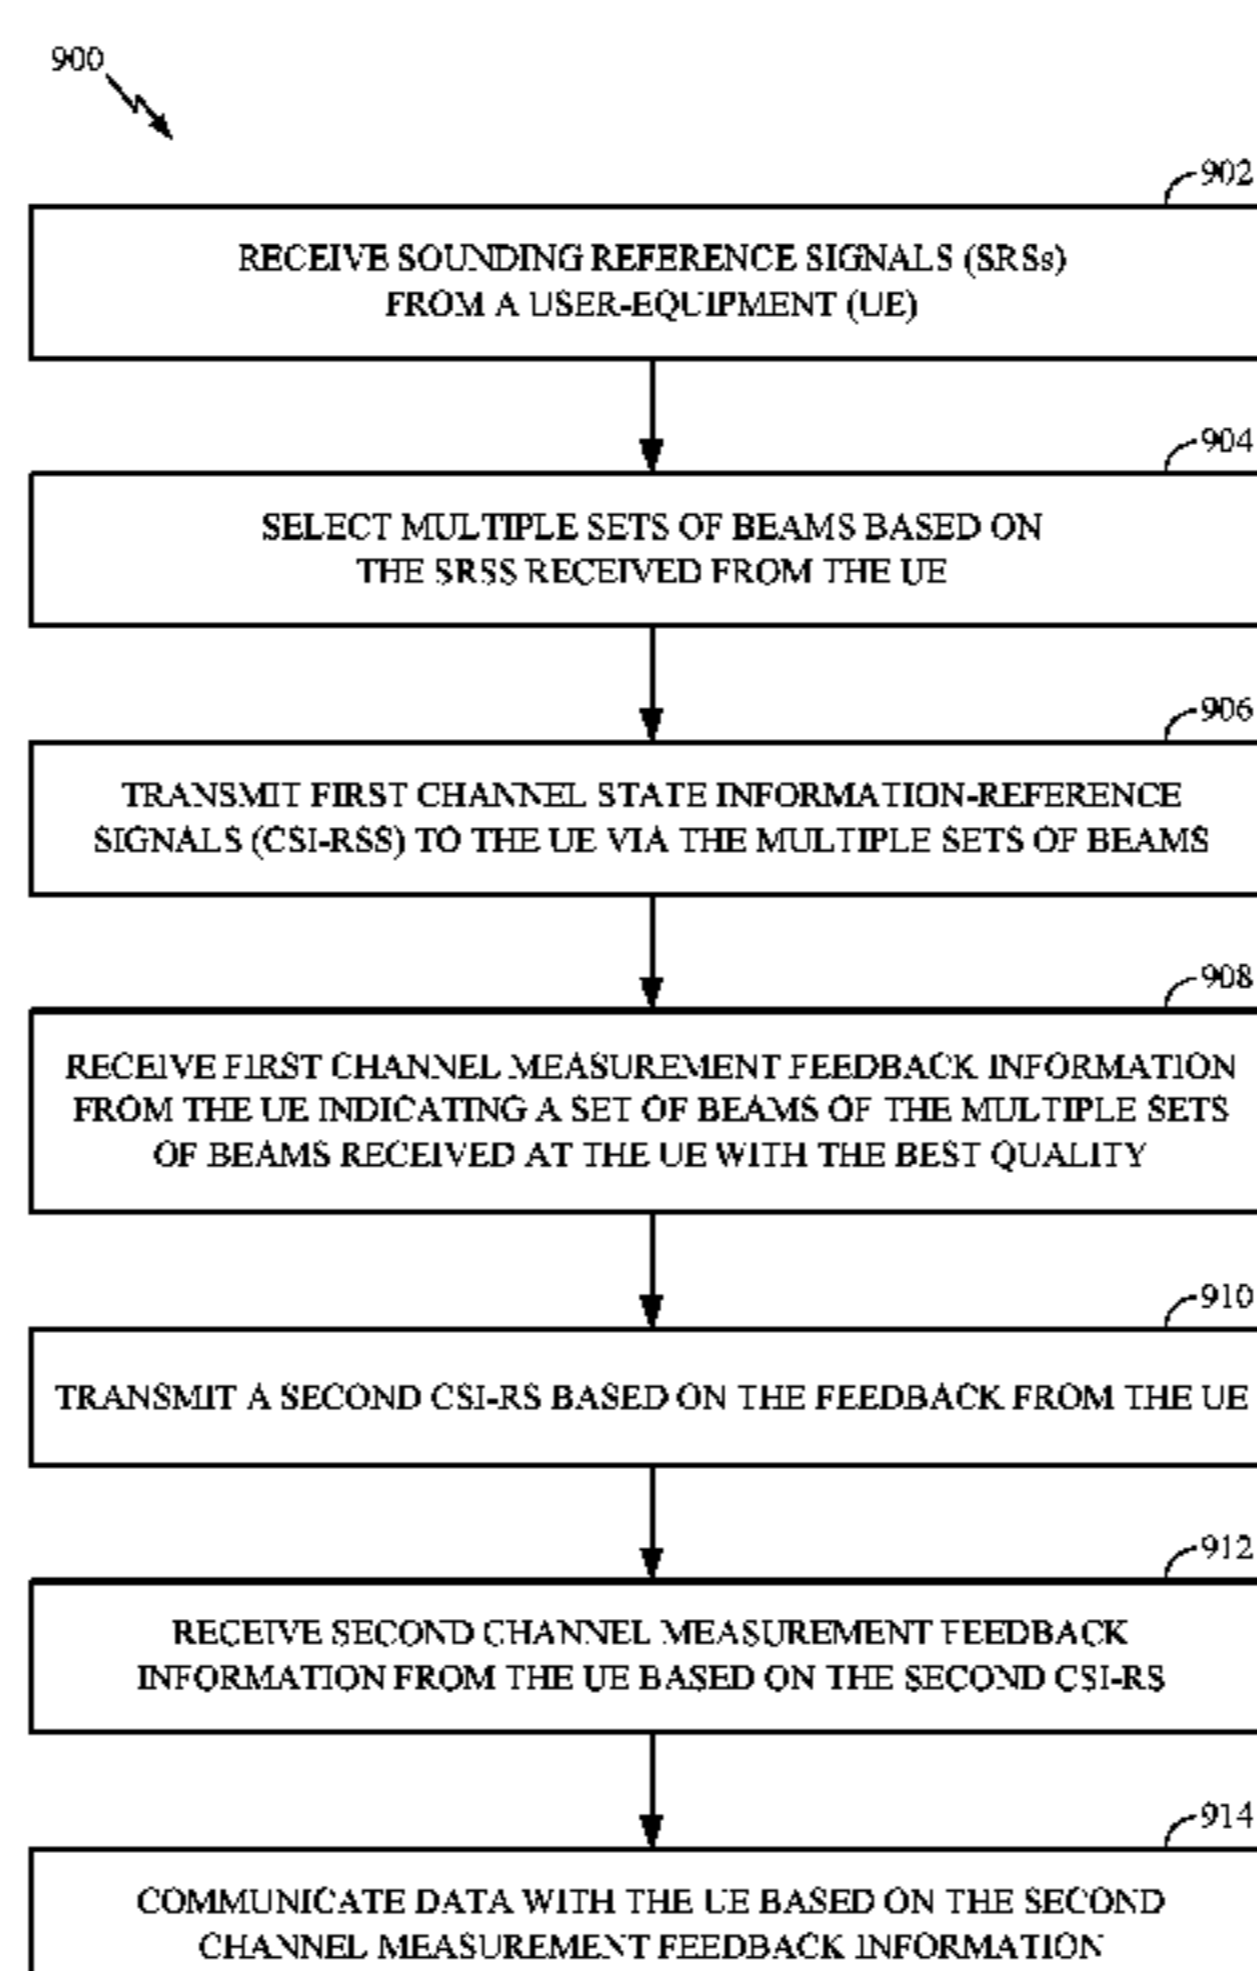 900
902
RECEIVE SOUNDING REFERENCE SIGNALS (SRSs)
FROM A USER-EQUIPMENT (UE)
904
SELECT MULTIPLE SETS OF BEAMS BASED ON
THE SRSS RECEIVED FROM THE UE
906
TRANSMIT FIRST CHANNEL STATE INFORMATION-REFERENCE
SIGNALS (CSI-RSS) TO THE UE VIA THE MULTIPLE SETS OF BEAMS
908
RECEIVE FIRST CHANNEL MEASUREMENT FEEDBACK INFORMATION
FROM THE UE INDICATING A SET OF BEAMS OF THE MULTIPLE SETS
OF BEAMS RECEIVED AT THE UE WITH THE BEST QUALITY
910
TRANSMIT A SECOND CSI-RS BASED ON THE FEEDBACK FROM THE UE
912
RECEIVE SECOND CHANNEL MEASUREMENT FEEDBACK
INFORMATION FROM THE UE BASED ON THE SECOND CSI-RS
914
COMMUNICATE DATA WITH THE UE BASED ON THE SECOND
CHANNEL MEASUREMENT FEEDBACK INFORMATION